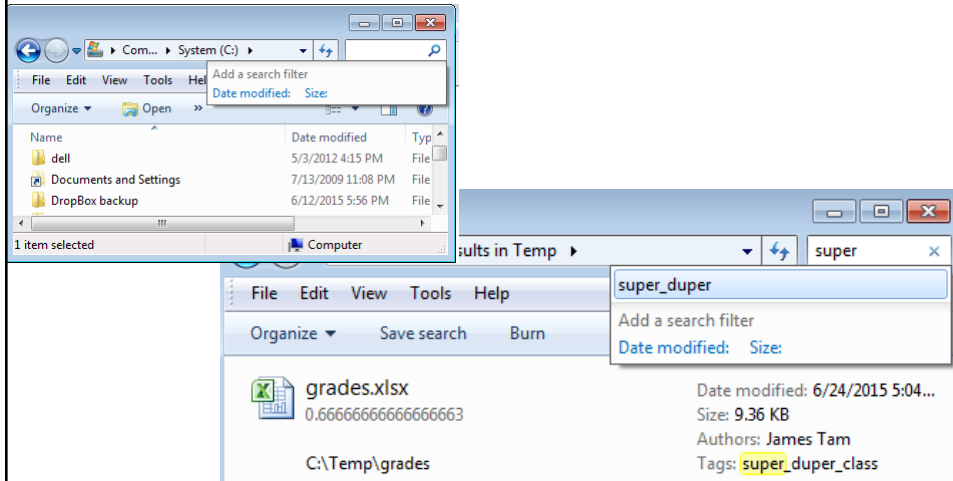 Com... System (C:)
Add a search filter
Date modified: Size:
File Edit View Tools Hel
Organize Open »
Name Date modified Typ
dell 5/3/2012 4:15 PM File
Documents and Settings 7/13/2009 11:08 PM File
DropBox backup 6/12/2015 5:56 PM File
1 item selected Computer
sults in Temp super
super_duper
File Edit View Tools Help
Add a search filter
Organize Save search Burn
Date modified: Size:
grades.xlsx Date modified: 6/24/2015 5:04...
0.66666666666666663 Size: 9.36 KB
Authors: James Tam
C:\Temp\grades Tags: super_duper_class